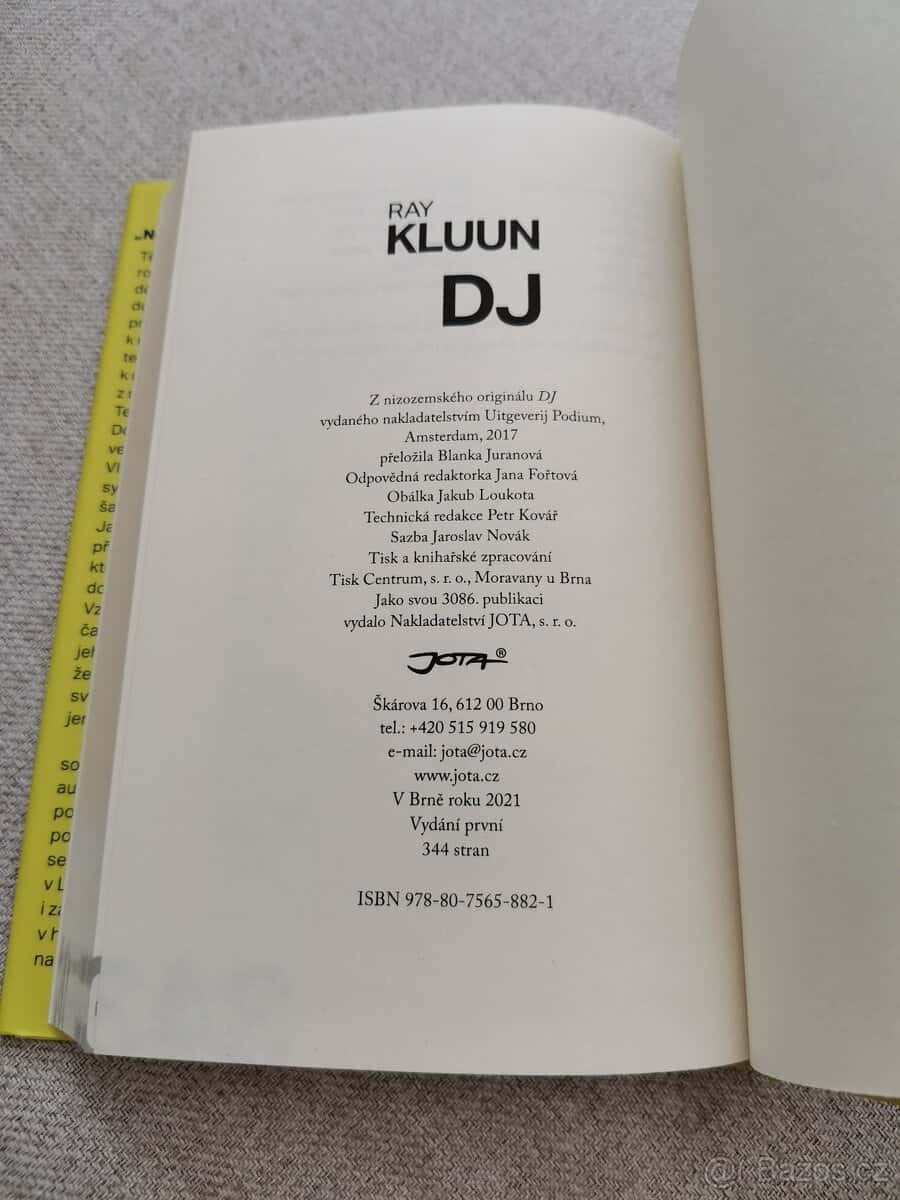 RAY
KLUUN
DJ
Z nizozemského originálu DJ
vydaného nakladatelstvím Uitgeverij Podium,
Amsterdam, 2017
přeložila Blanka Juranová
Odpovědná redaktorka Jana Fořtová
Obálka Jakub Loukota
Technická redakce Petr Kovář
Sazba Jaroslav Novák
Tisk a knihařské zpracování
Tisk Centrum, s. r. o., Moravany u Brna
Jako svou 3086. publikaci
vydalo Nakladatelství JOTA, s. r. o.
JOTA®
Škárova 16, 612 00 Brno
tel.: +420 515 919 580
e-mail: jota@jota.cz
www.jota.cz
V Brně roku 2021
Vydání první
344 stran
ISBN 978-80-7565-882-1
@ Bazos.cz